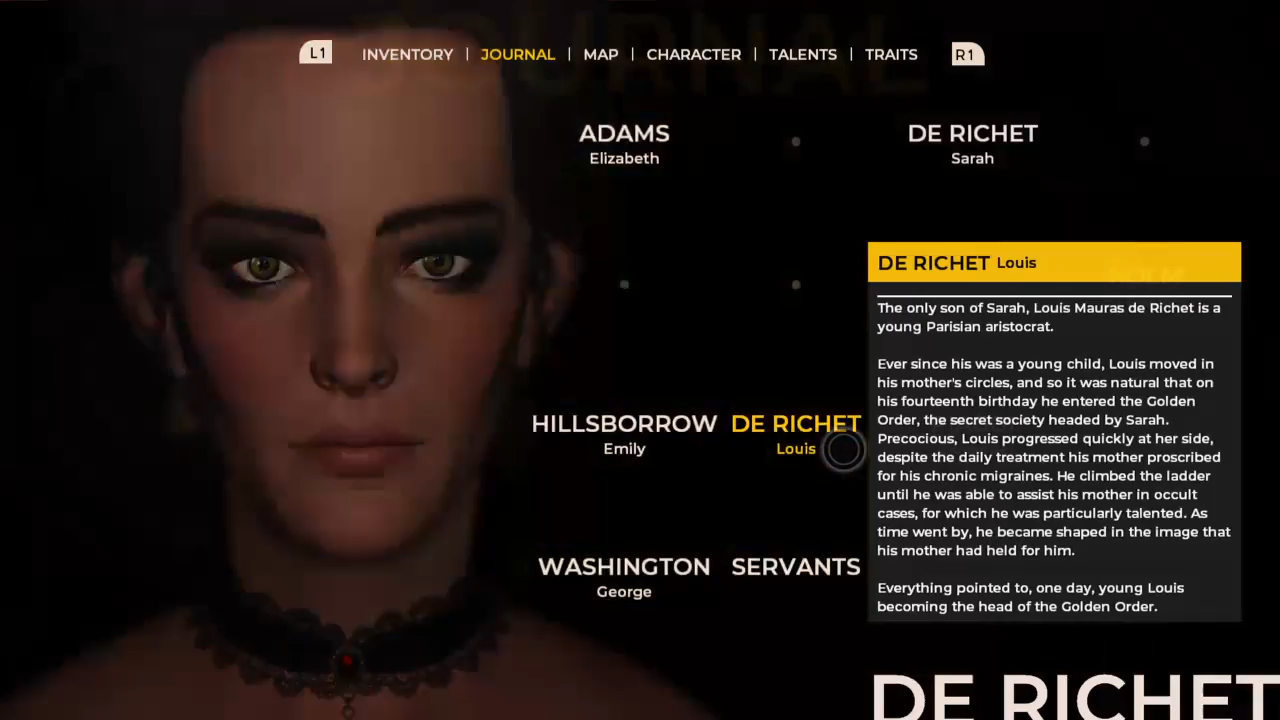 JOURNAL
L1 INVENTORY | JOURNAL | MAP | CHARACTER | TALENTS | TRAITS R1
ADAMS
Elizabeth
DE RICHET
Sarah
HILLSBORROW
Emily
DE RICHET
Louis
WASHINGTON
George
SERVANTS
DE RICHET Louis
The only son of Sarah, Louis Mauras de Richet is a
young Parisian aristocrat.
Ever since his was a young child, Louis moved in
his mother's circles, and so it was natural that on
his fourteenth birthday he entered the Golden
Order, the secret society headed by Sarah.
Precocious, Louis progressed quickly at her side,
despite the daily treatment his mother proscribed
for his chronic migraines. He climbed the ladder
until he was able to assist his mother in occult
cases, for which he was particularly talented. As
time went by, he became shaped in the image that
his mother had held for him.
Everything pointed to, one day, young Louis
becoming the head of the Golden Order.
DE RICHET